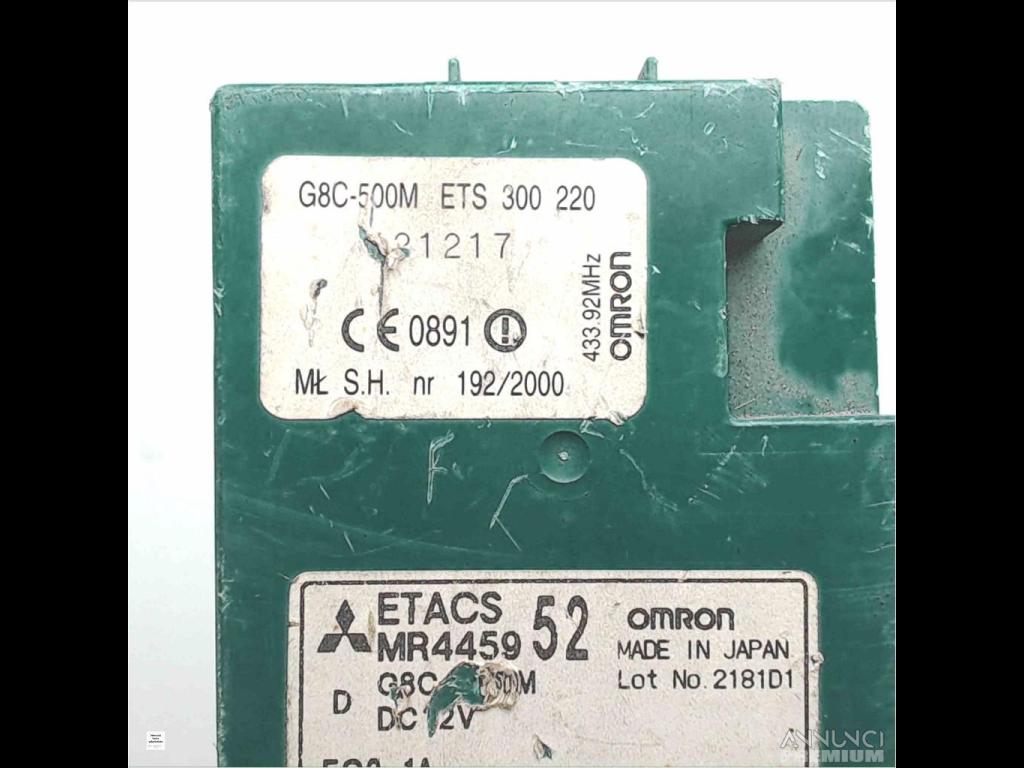 G8C-500M ETS 300 220
21217
CE 0891
433.92MHz
OMRON
MŁ S.H. nr 192/2000
ETACS 52
MR4459
OMRON
MADE IN JAPAN
Lot No. 2181D1
D
DC 12V
ANNUNCI
PREMIUM